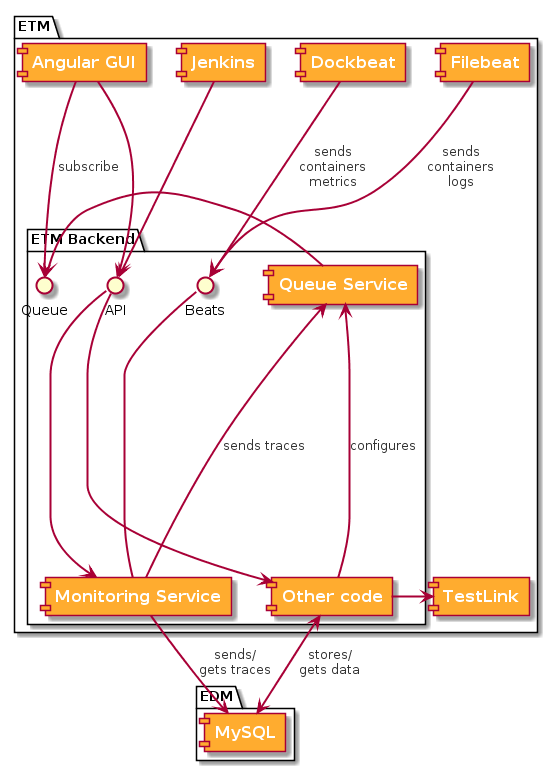 ETM
Angular GUI
Jenkins
Dockbeat
Filebeat
subscribe
sends
containers
metrics
sends
containers
logs
ETM Backend
Queue Service
Queue
API
Beats
sends traces
configures
Monitoring Service
Other code
TestLink
sends/
gets traces
stores/
gets data
EDM
MySQL